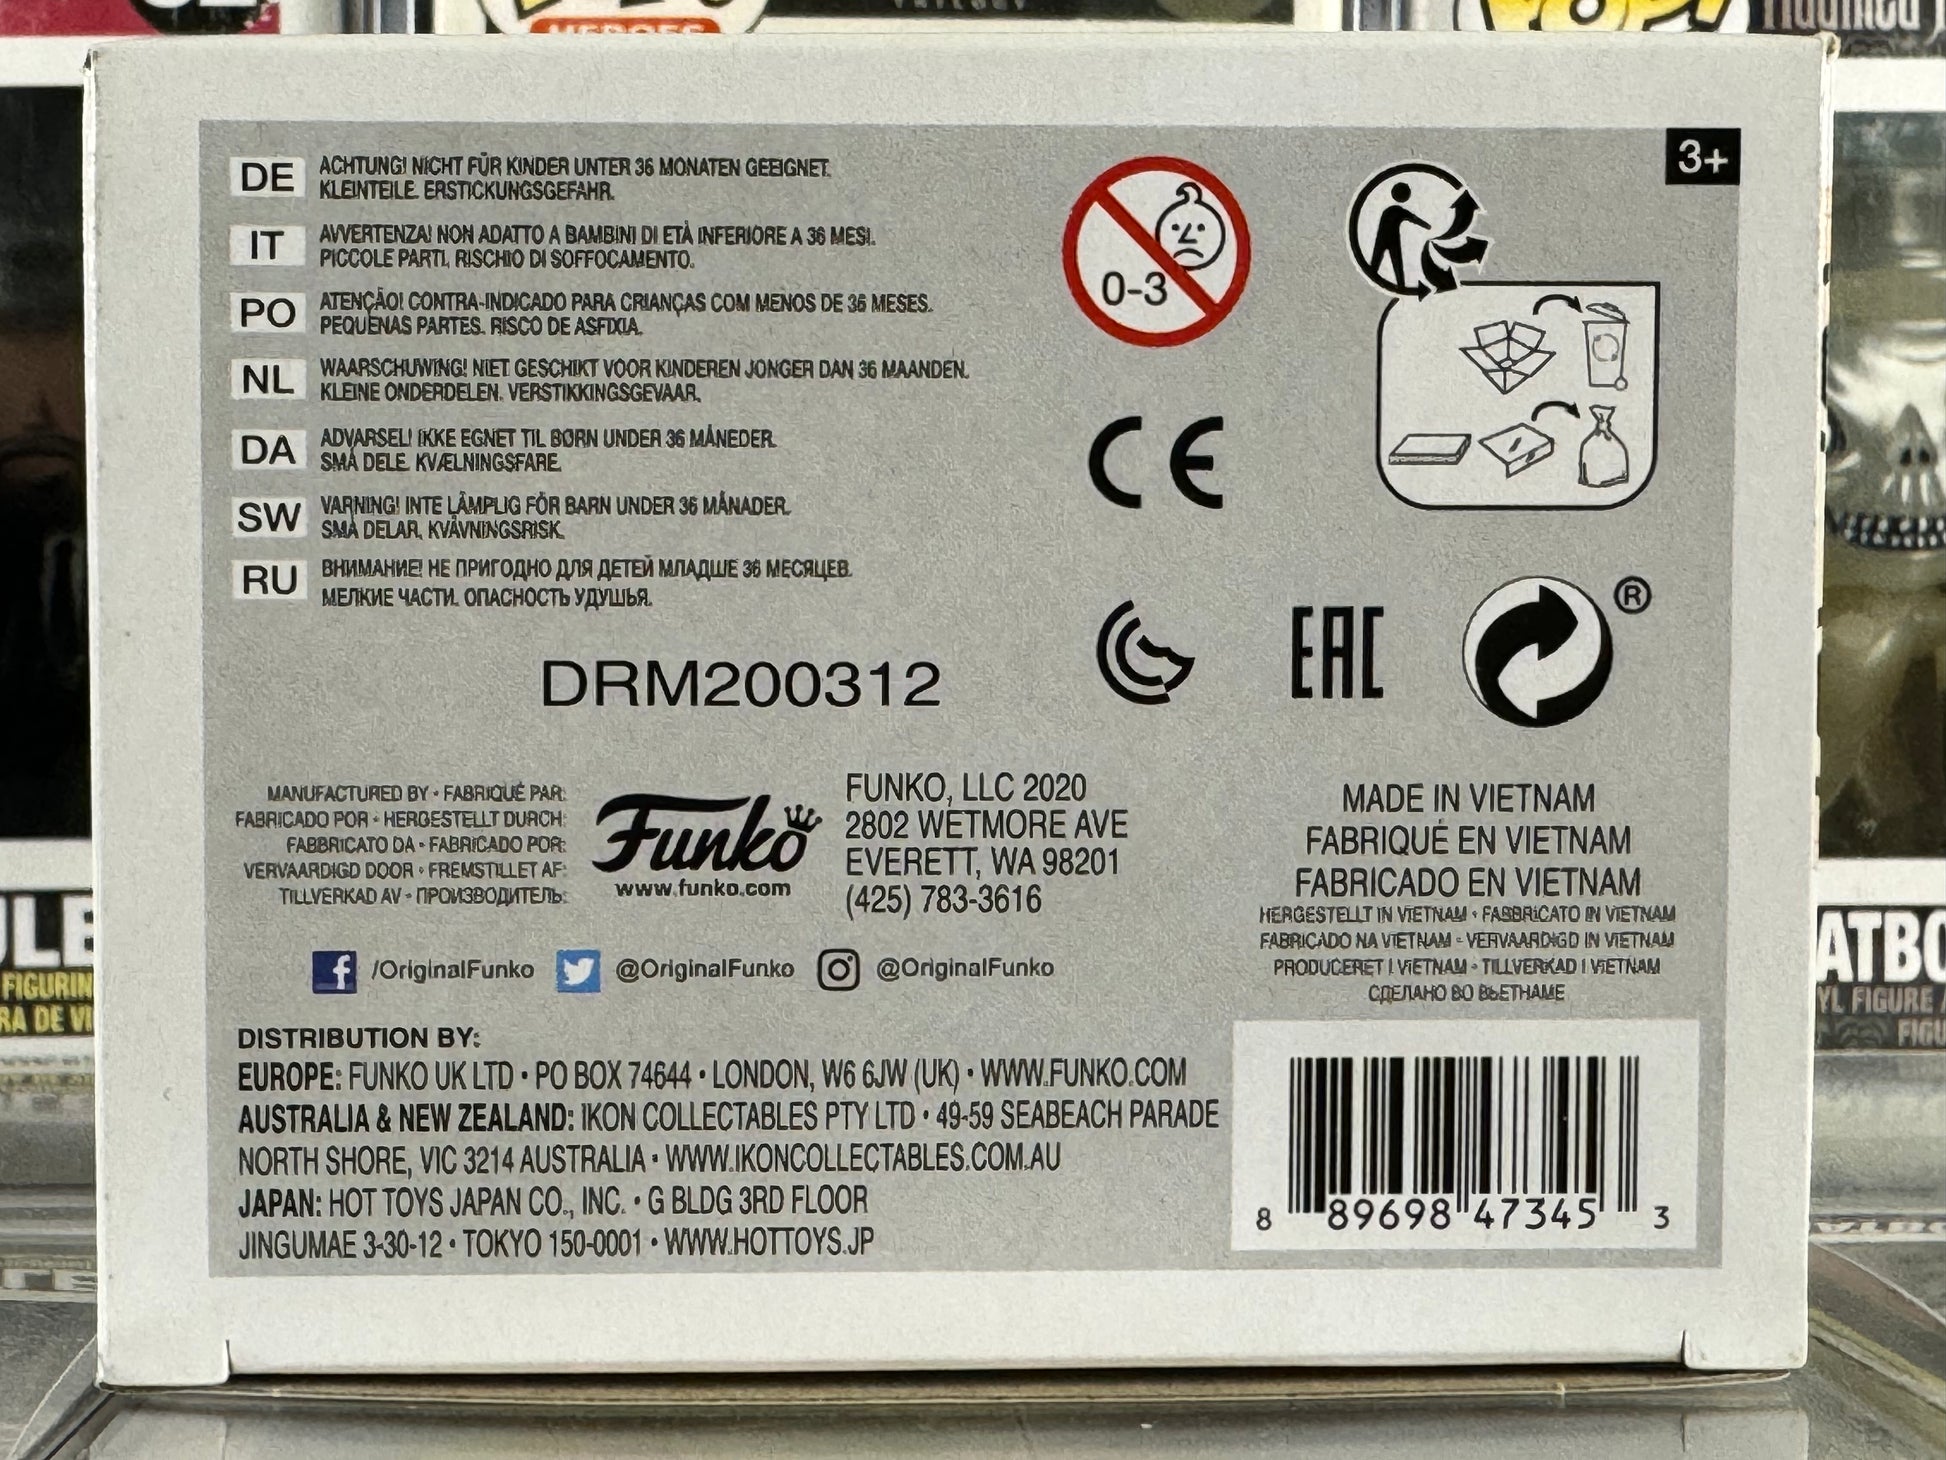 HEROES
TRILOGY
3+
DE
ACHTUNG! NICHT FÜR KINDER UNTER 36 MONATEN GEEIGNET.
KLEINTEILE. ERSTICKUNGSGEFAHR.
IT
AVVERTENZA! NON ADATTO A BAMBINI DI ETÀ INFERIORE A 36 MESI.
PICCOLE PARTI, RISCHIO DI SOFFOCAMENTO.
PO
ATENÇÃO! CONTRA-INDICADO PARA CRIANÇAS COM MENOS DE 36 MESES.
PEQUENAS PARTES. RISCO DE ASFIXIA.
NL
WAARSCHUWING! NIET GESCHIKT VOOR KINDEREN JONGER DAN 36 MAANDEN.
KLEINE ONDERDELEN. VERSTIKKINGSGEVAAR.
DA
ADVARSEL! IKKE EGNET TIL BØRN UNDER 36 MÅNEDER.
SMÅ DELE. KVÆLNINGSFARE.
SW
VARNING! INTE LÄMPLIG FÖR BARN UNDER 36 MÅNADER.
SMÅ DELAR, KVÄVNINGSRISK.
RU
ВНИМАНИЕ! НЕ ПРИГОДНО ДЛЯ ДЕТЕЙ МЛАДШЕ 36 МЕСЯЦЕВ.
МЕЛКИЕ ЧАСТИ. ОПАСНОСТЬ УДУШЬЯ.
0-3
CE
EAC
®
DRM200312
MANUFACTURED BY • FABRIQUÉ PAR:
FABRICADO POR • HERGESTELLT DURCH:
FABBRICATO DA • FABRICADO POR:
VERVAARDIGD DOOR • FREMSTILLET AF:
TILLVERKAD AV • ПРОИЗВОДИТЕЛЬ:
Funko
www.funko.com
FUNKO, LLC 2020
2802 WETMORE AVE
EVERETT, WA 98201
(425) 783-3616
MADE IN VIETNAM
FABRIQUÉ EN VIETNAM
FABRICADO EN VIETNAM
HERGESTELLT IN VIETNAM • FABBRICATO IN VIETNAM
FABRICADO NA VIETNAM • VERVAARDIGD IN VIETNAM
PRODUCERET I VIETNAM • TILLVERKAD I VIETNAM
СДЕЛАНО ВО ВЬЕТНАМЕ
/OriginalFunko @OriginalFunko @OriginalFunko
DISTRIBUTION BY:
EUROPE: FUNKO UK LTD • PO BOX 74644 • LONDON, W6 6JW (UK) • WWW.FUNKO.COM
AUSTRALIA & NEW ZEALAND: IKON COLLECTABLES PTY LTD • 49-59 SEABEACH PARADE
NORTH SHORE, VIC 3214 AUSTRALIA • WWW.IKONCOLLECTABLES.COM.AU
JAPAN: HOT TOYS JAPAN CO., INC. • G BLDG 3RD FLOOR
JINGUMAE 3-30-12 • TOKYO 150-0001 • WWW.HOTTOYS.JP
8 89698 47345 3